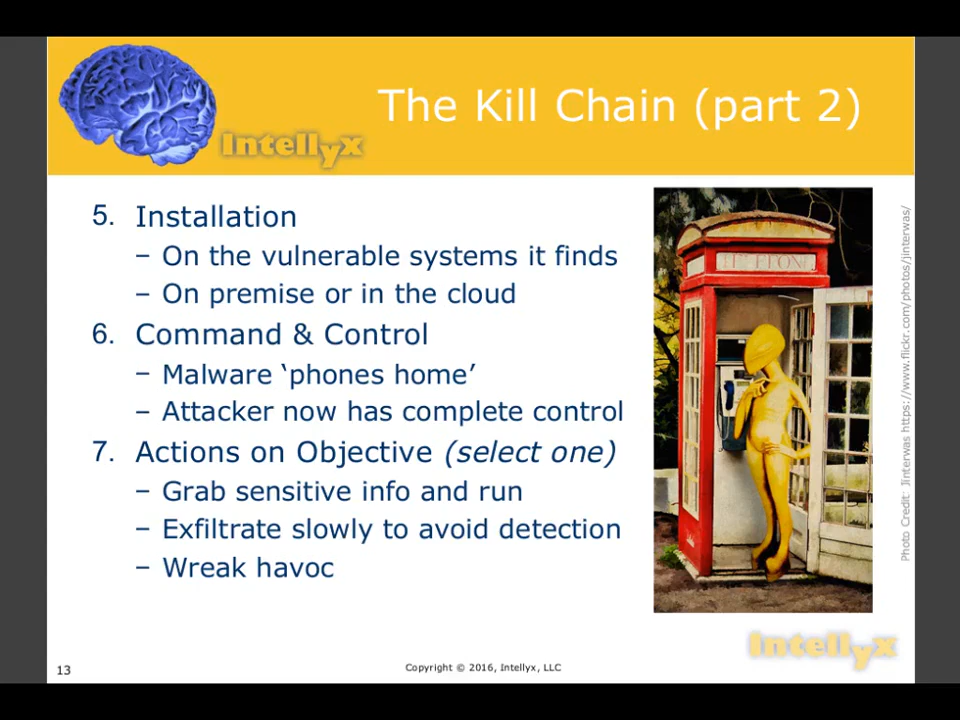 The Kill Chain (part 2)
Intellyx
5. Installation
– On the vulnerable systems it finds
– On premise or in the cloud
6. Command & Control
– Malware ‘phones home’
– Attacker now has complete control
7. Actions on Objective (select one)
– Grab sensitive info and run
– Exfiltrate slowly to avoid detection
– Wreak havoc
Photo Credit: Jinterwas https://www.flickr.com/photos/jinterwas/
Intellyx
13
Copyright © 2016, Intellyx, LLC